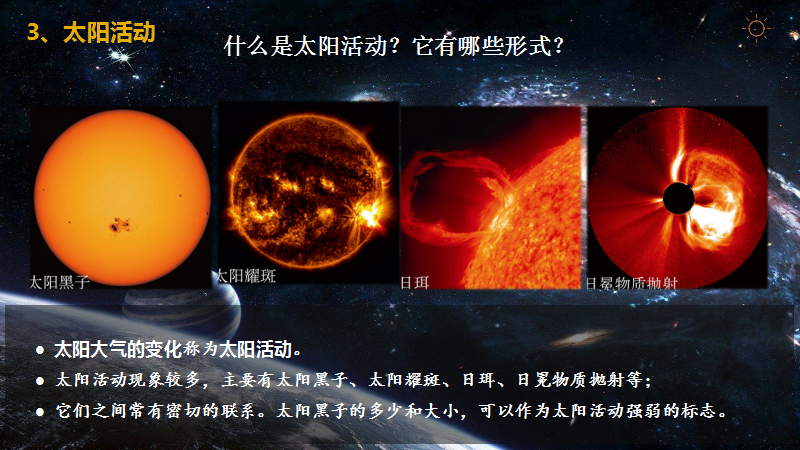 3、太阳活动
什么是太阳活动？它有哪些形式？
太阳黑子
太阳耀斑
日珥
日冕物质抛射
● 太阳大气的变化称为太阳活动。
● 太阳活动现象较多，主要有太阳黑子、太阳耀斑、日珥、日冕物质抛射等；
● 它们之间常有密切的联系。太阳黑子的多少和大小，可以作为太阳活动强弱的标志。